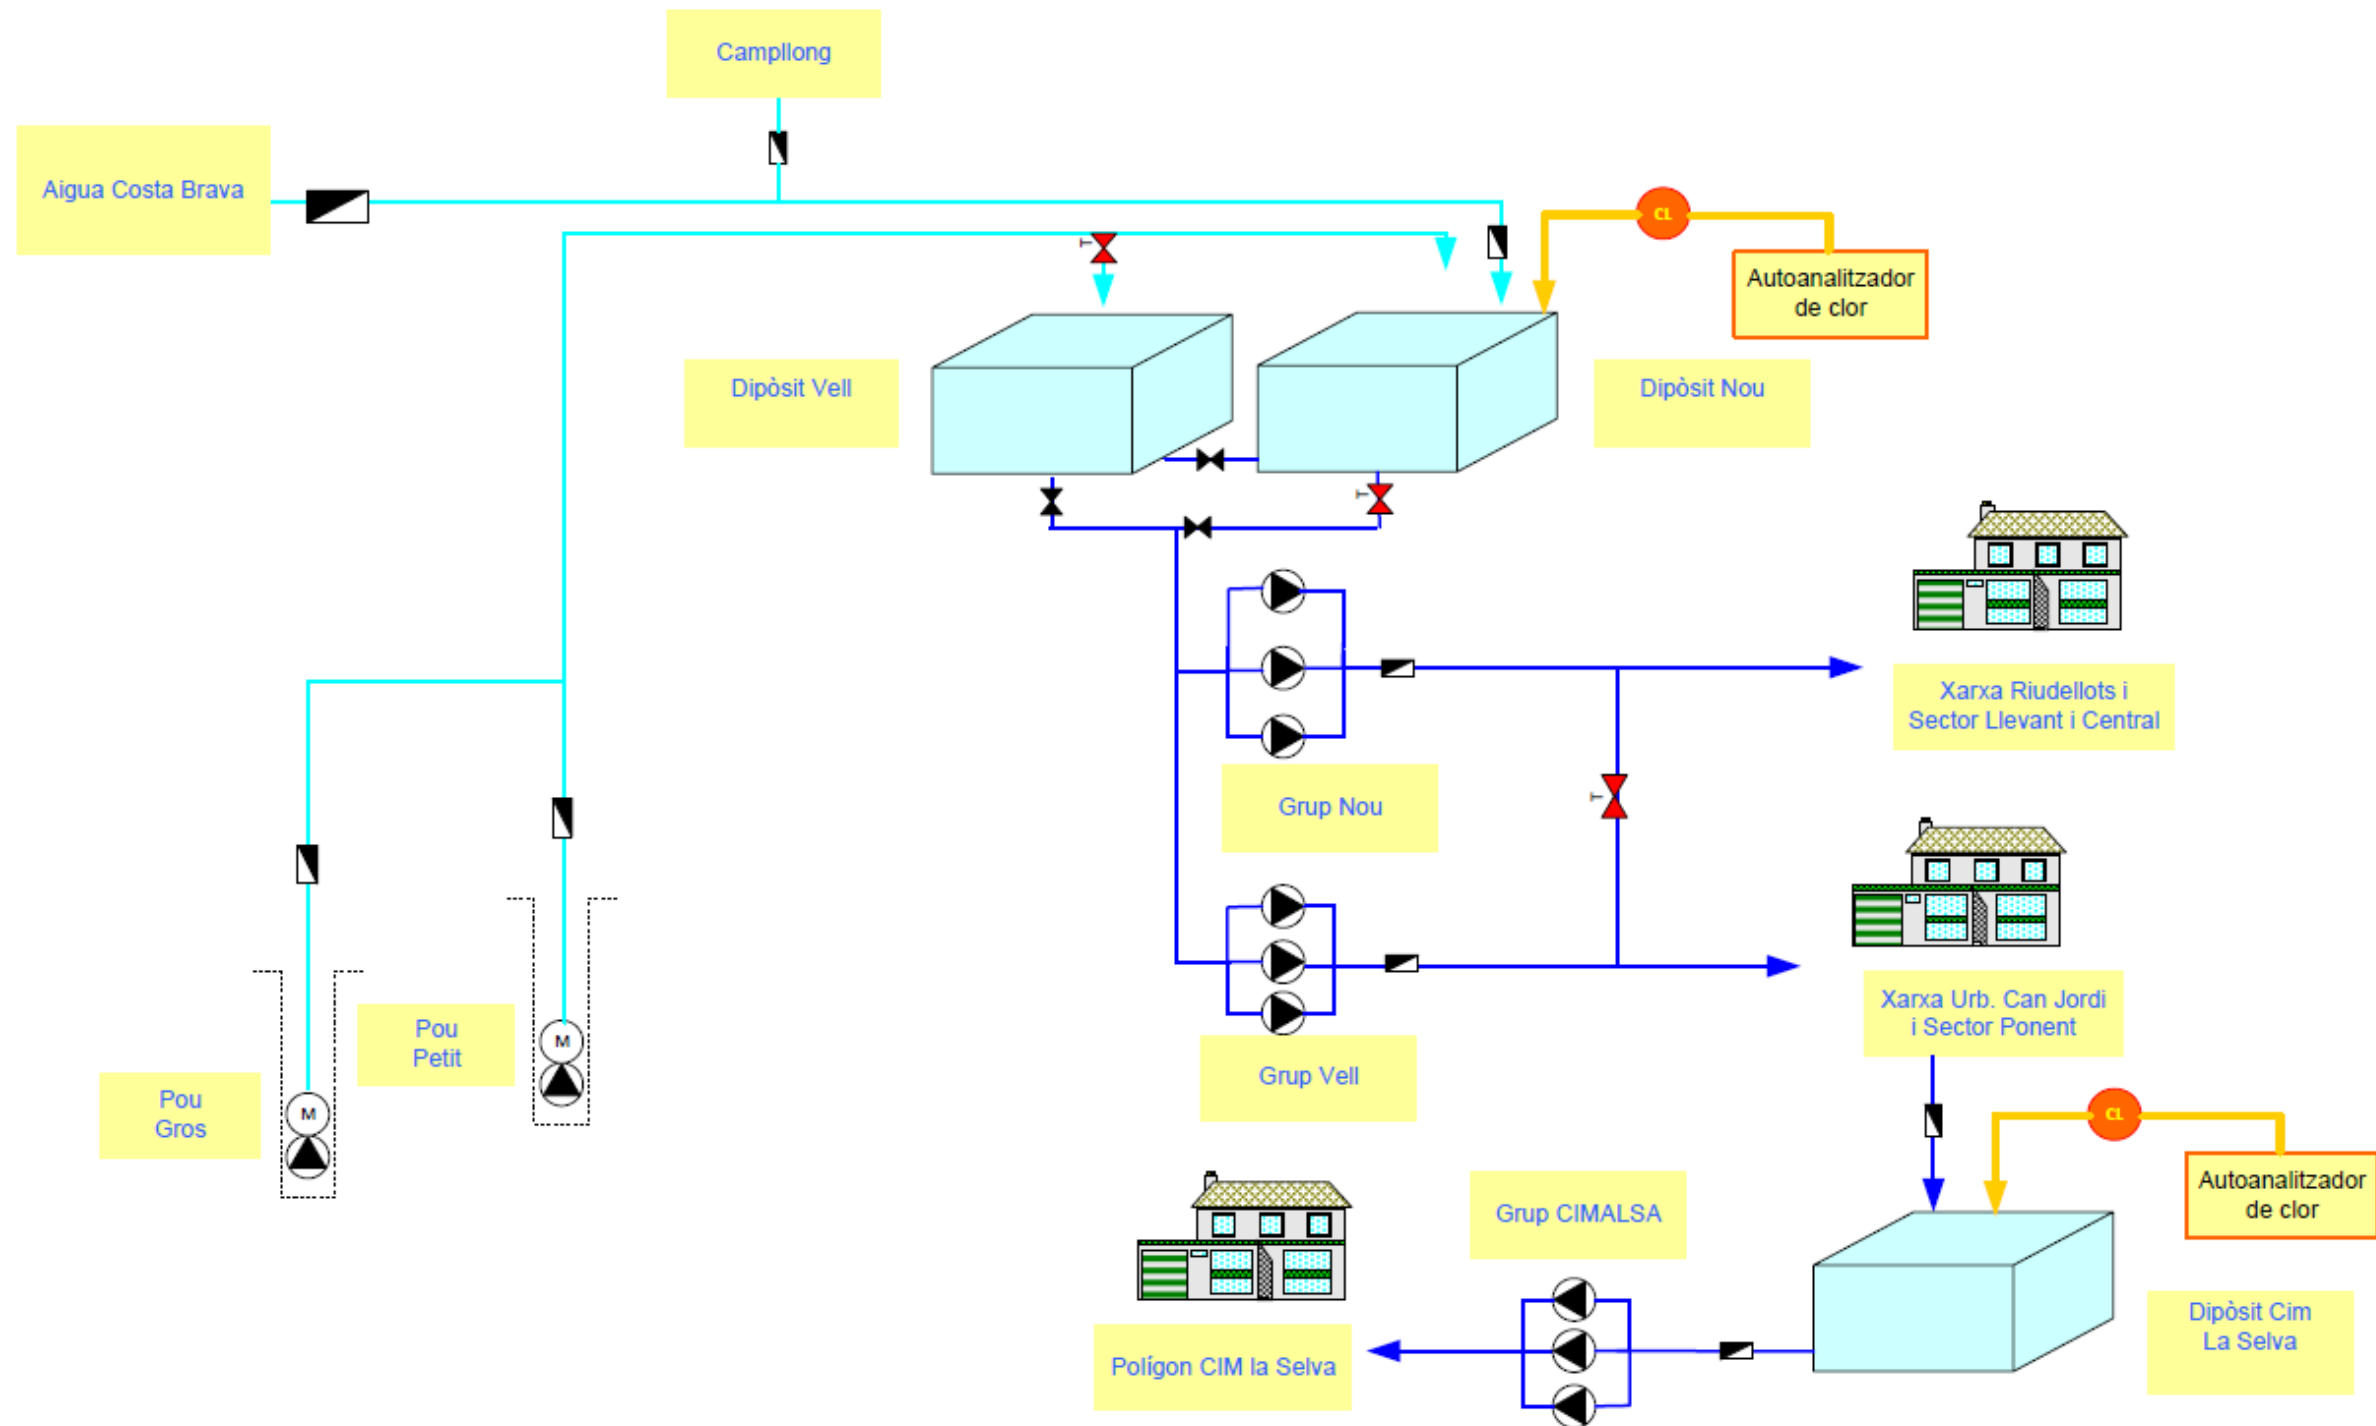 Campllong
Aigua Costa Brava
CL
Autoanalitzador
de clor
T
Dipòsit Vell
Dipòsit Nou
T
Xarxa Riudellots i
Sector Llevant i Central
Grup Nou
T
Xarxa Urb. Can Jordi
i Sector Ponent
Pou
Petit
M
Grup Vell
Pou
Gros
M
CL
Autoanalitzador
de clor
Grup CIMALSA
Dipòsit Cim
La Selva
Polígon CIM la Selva